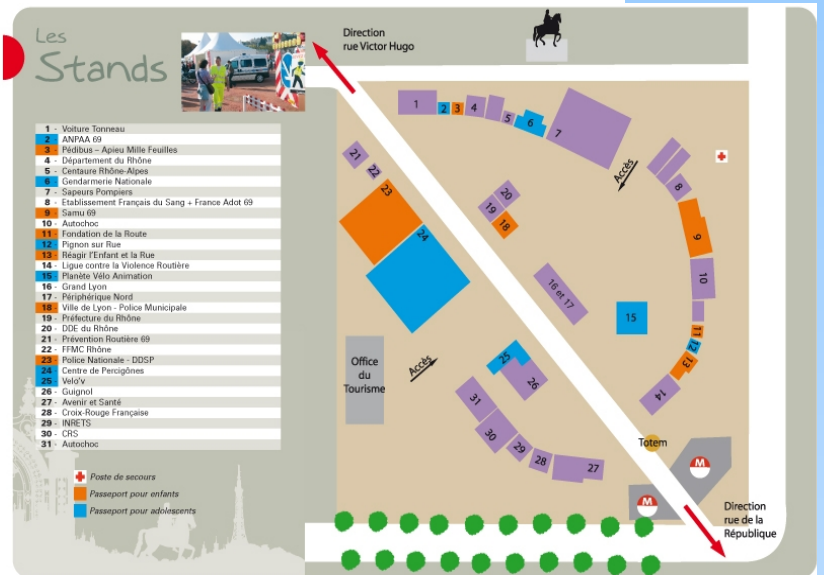 Les
Stands
1 - Voiture Tonneau
2 - ANPAA 69
3 - Pédibus – Apieu Mille Feuilles
4 - Département du Rhône
5 - Centaure Rhône-Alpes
6 - Gendarmerie Nationale
7 - Sapeurs Pompiers
8 - Etablissement Français du Sang + France Adot 69
9 - Samu 69
10 - Autochoc
11 - Fondation de la Route
12 - Pignon sur Rue
13 - Réagir l'Enfant et la Rue
14 - Ligue contre la Violence Routière
15 - Planète Vélo Animation
16 - Grand Lyon
17 - Périphérique Nord
18 - Ville de Lyon - Police Municipale
19 - Préfecture du Rhône
20 - DDE du Rhône
21 - Prévention Routière 69
22 - FFMC Rhône
23 - Police Nationale - DDSP
24 - Centre de Percigônes
25 - Velo'v
26 - Guignol
27 - Avenir et Santé
28 - Croix-Rouge Française
29 - INRETS
30 - CRS
31 - Autochoc
Poste de secours
Passeport pour enfants
Passeport pour adolescents
Direction
rue Victor Hugo
1
2
3
4
5
6
7
Accès
8
9
10
11
12
13
14
15
16 et 17
18
19
20
21
22
23
24
Office
du
Tourisme
Accès
25
26
31
30
29
28
27
Totem
M
M
Direction
rue de la
République